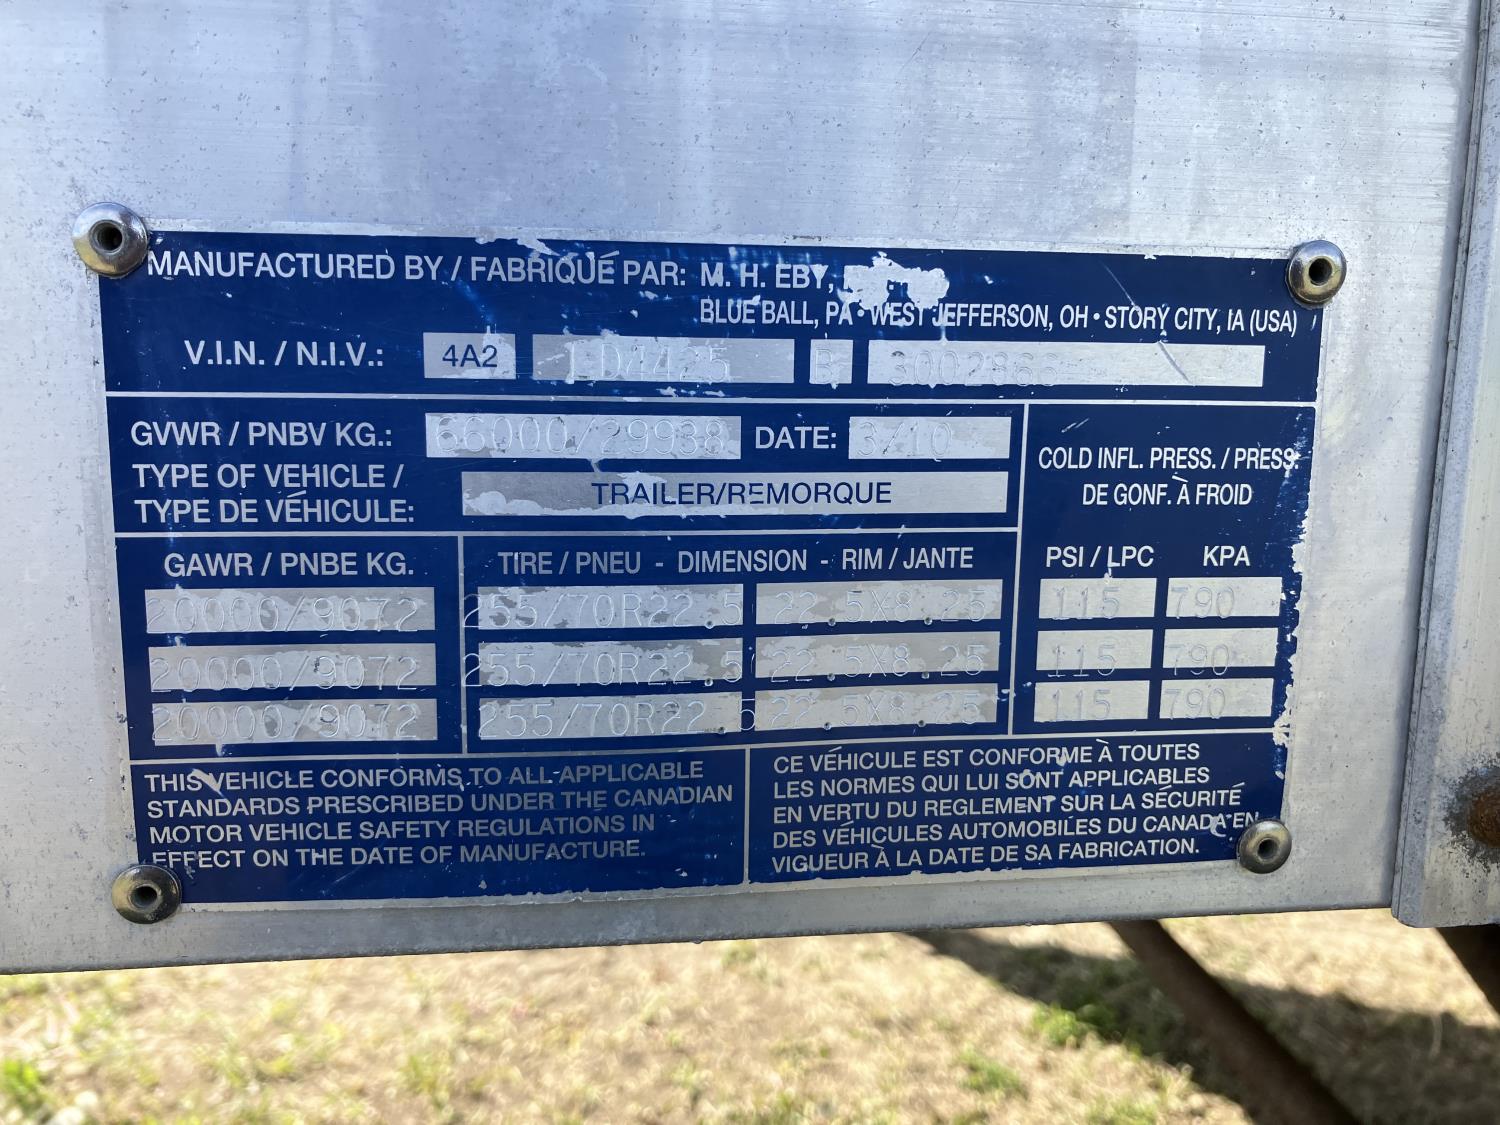 MANUFACTURED BY / FABRIQUÉ PAR: M. H. EBY,
BLUE BALL, PA • WEST JEFFERSON, OH • STORY CITY, IA (USA)
V.I.N. / N.I.V.: 4A2 LD4425 B 3002866
GVWR / PNBV KG.: 66000/29938 DATE: 3/10
TYPE OF VEHICLE /
TYPE DE VÉHICULE: TRAILER/REMORQUE
COLD INFL. PRESS. / PRESS.
DE GONF. À FROID
GAWR / PNBE KG. TIRE / PNEU - DIMENSION - RIM / JANTE PSI / LPC KPA
20000/9072 255/70R22.5 22.5X8.25 115 790
20000/9072 255/70R22.5 22.5X8.25 115 790
20000/9072 255/70R22.5 22.5X8.25 115 790
THIS VEHICLE CONFORMS TO ALL APPLICABLE
STANDARDS PRESCRIBED UNDER THE CANADIAN
MOTOR VEHICLE SAFETY REGULATIONS IN
EFFECT ON THE DATE OF MANUFACTURE.
CE VÉHICULE EST CONFORME À TOUTES
LES NORMES QUI LUI SONT APPLICABLES
EN VERTU DU REGLEMENT SUR LA SÉCURITÉ
DES VÉHICULES AUTOMOBILES DU CANADA EN
VIGUEUR À LA DATE DE SA FABRICATION.